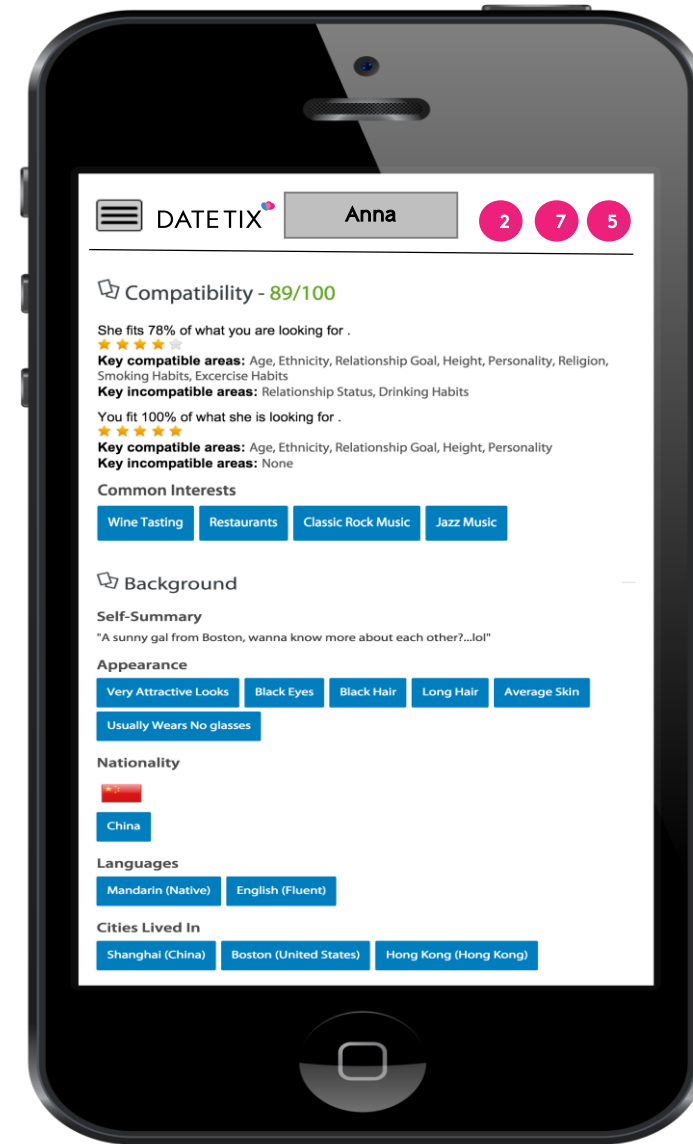 DATETIX
Anna
2 7 5
Compatibility - 89/100
She fits 78% of what you are looking for .
Key compatible areas: Age, Ethnicity, Relationship Goal, Height, Personality, Religion,
Smoking Habits, Excercise Habits
Key incompatible areas: Relationship Status, Drinking Habits
You fit 100% of what she is looking for .
Key compatible areas: Age, Ethnicity, Relationship Goal, Height, Personality
Key incompatible areas: None
Common Interests
Wine Tasting Restaurants Classic Rock Music Jazz Music
Background
Self-Summary
"A sunny gal from Boston, wanna know more about each other?...lol"
Appearance
Very Attractive Looks Black Eyes Black Hair Long Hair Average Skin
Usually Wears No glasses
Nationality
China
Languages
Mandarin (Native) English (Fluent)
Cities Lived In
Shanghai (China) Boston (United States) Hong Kong (Hong Kong)